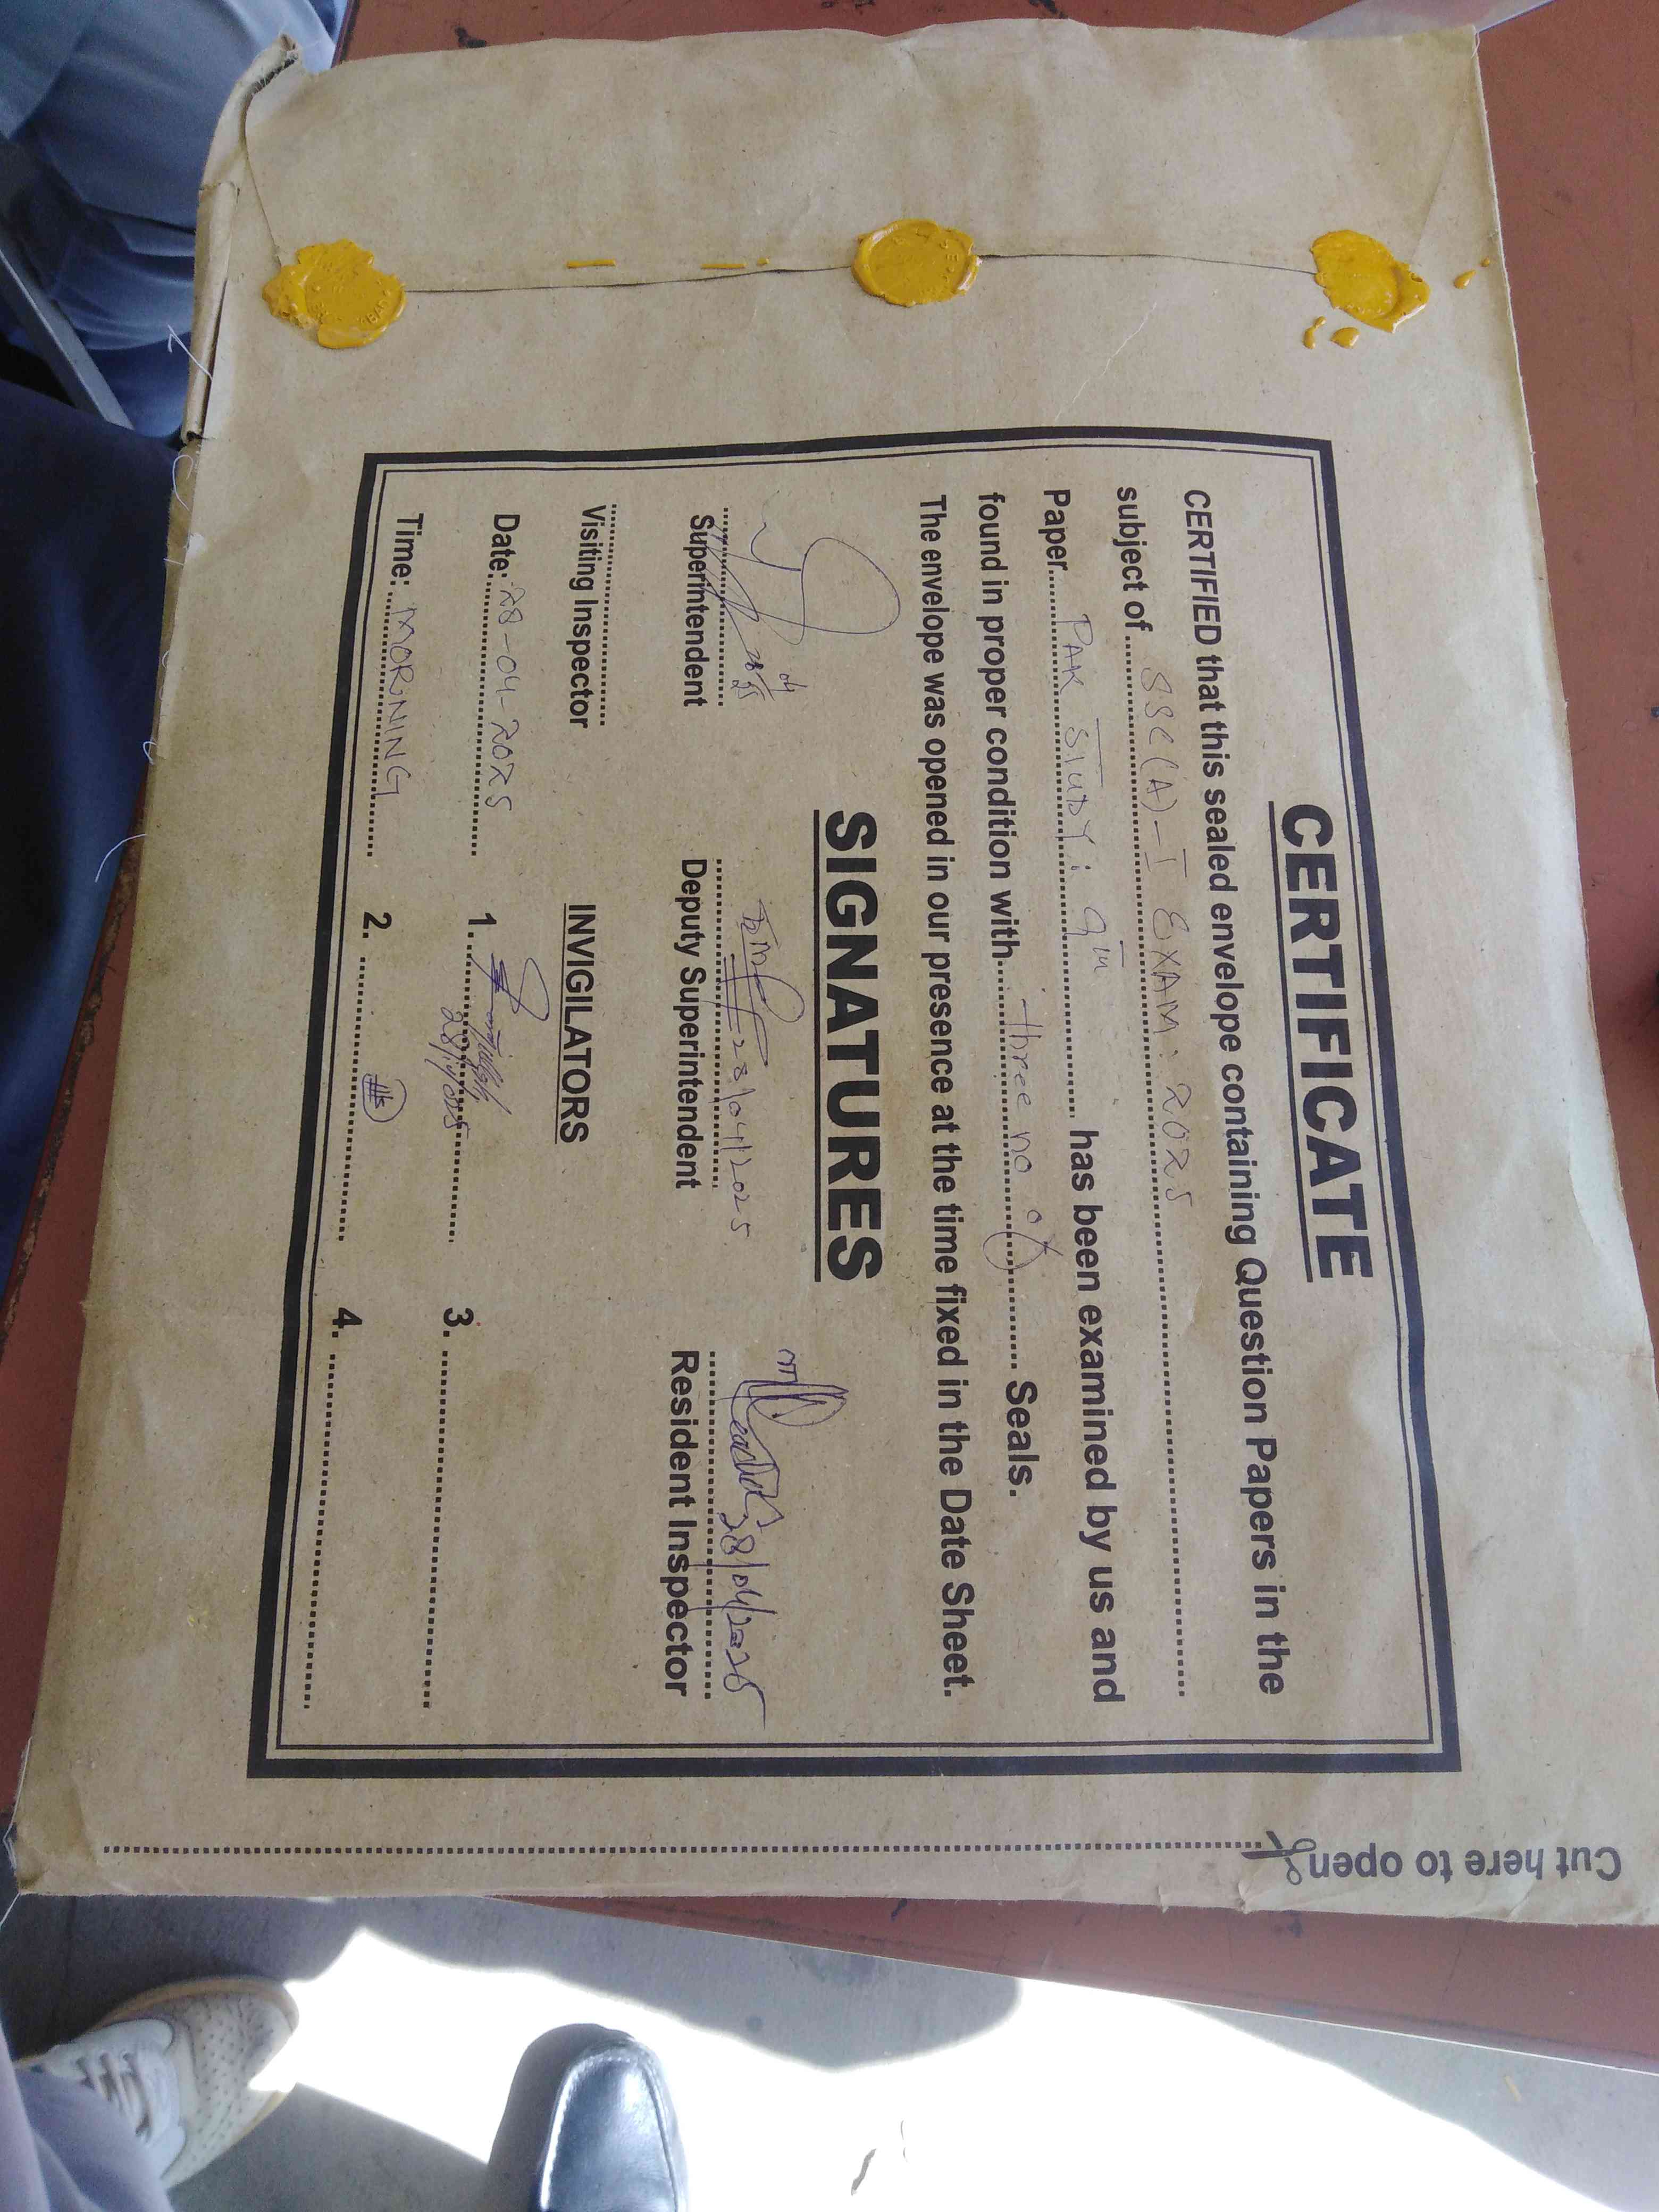 CERTIFICATE
CERTIFIED that this sealed envelope containing Question Papers in the
subject of SSC (A)-I EXAM: 2025
Paper PAK STUDY: 9th has been examined by us and
found in proper condition with three no of Seals.
The envelope was opened in our presence at the time fixed in the Date Sheet.
SIGNATURES
28/04/2025 28/04/2025
Superintendent Deputy Superintendent Resident Inspector
Visiting Inspector INVIGILATORS
Date: 28-04-2025 1. 3.
Time: MORNING 2. 4.
Cut here to open